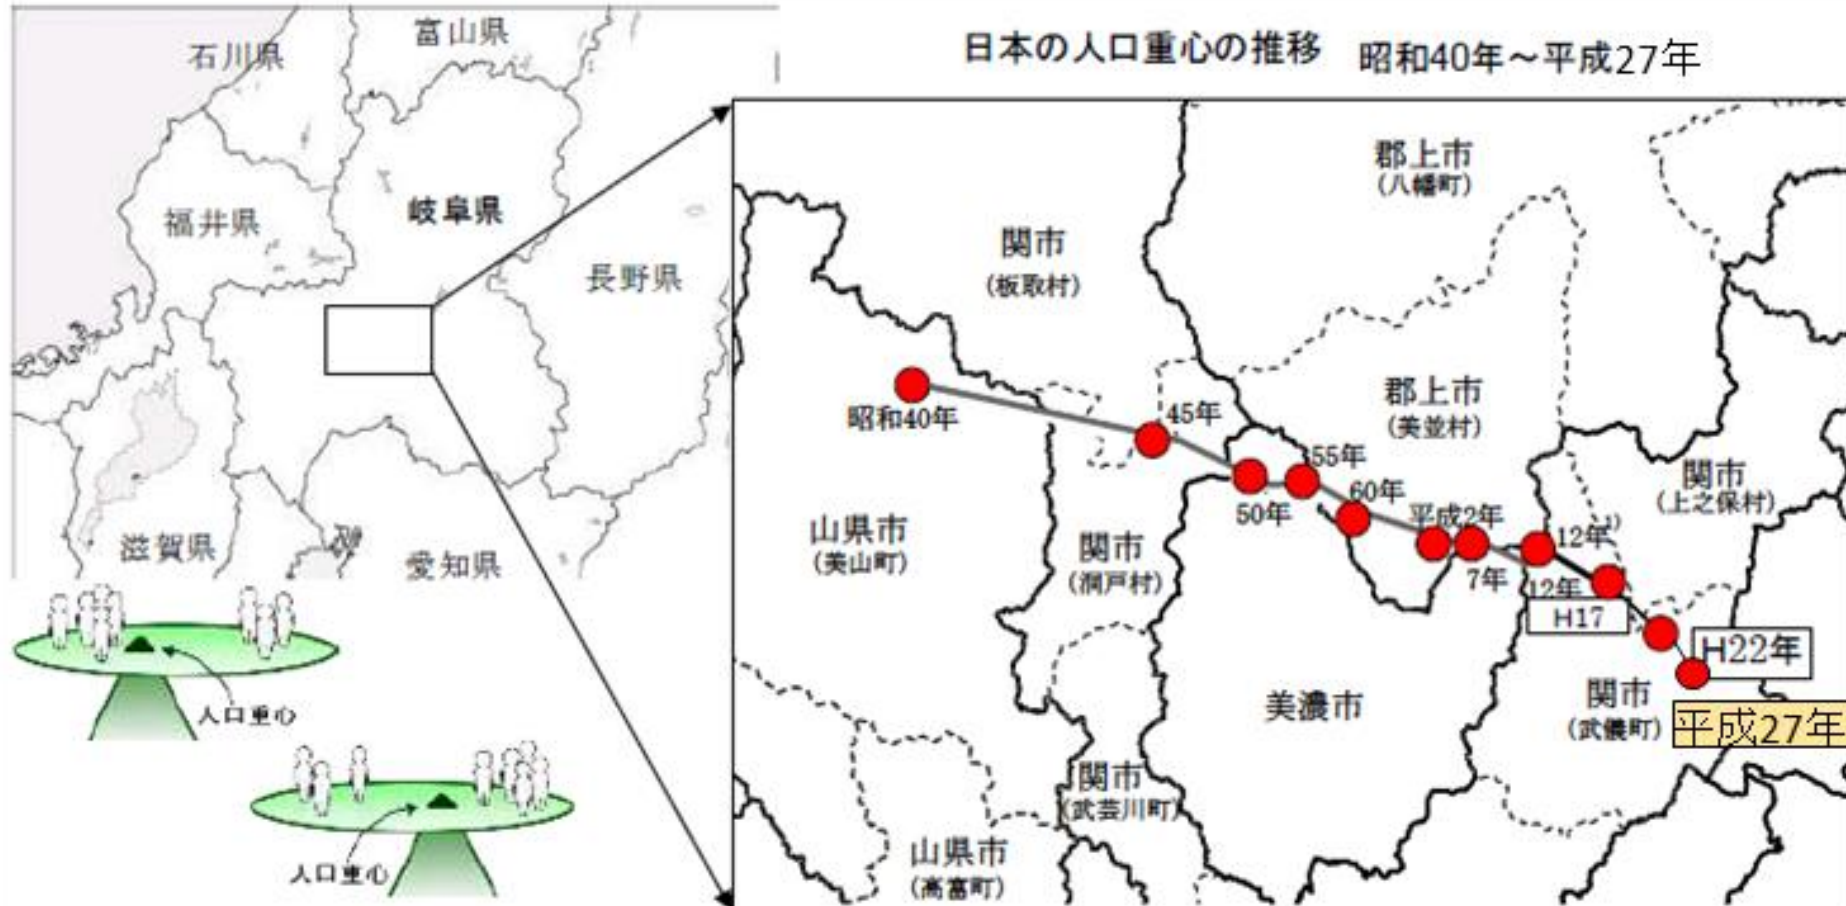 日本の人口重心の推移 昭和40年～平成27年
石川県
富山県
福井県
岐阜県
長野県
滋賀県
愛知県
人口重心
人口重心
郡上市
(八幡町)
関市
(板取村)
昭和40年
45年
郡上市
(美並村)
50年
55年
60年
平成2年
7年
12年¹⁾
12年
H17
H22年
平成27年
関市
(上之保村)
山県市
(美山町)
関市
(洞戸村)
美濃市
関市
(武儀町)
関市
(武芸川町)
山県市
(高富町)